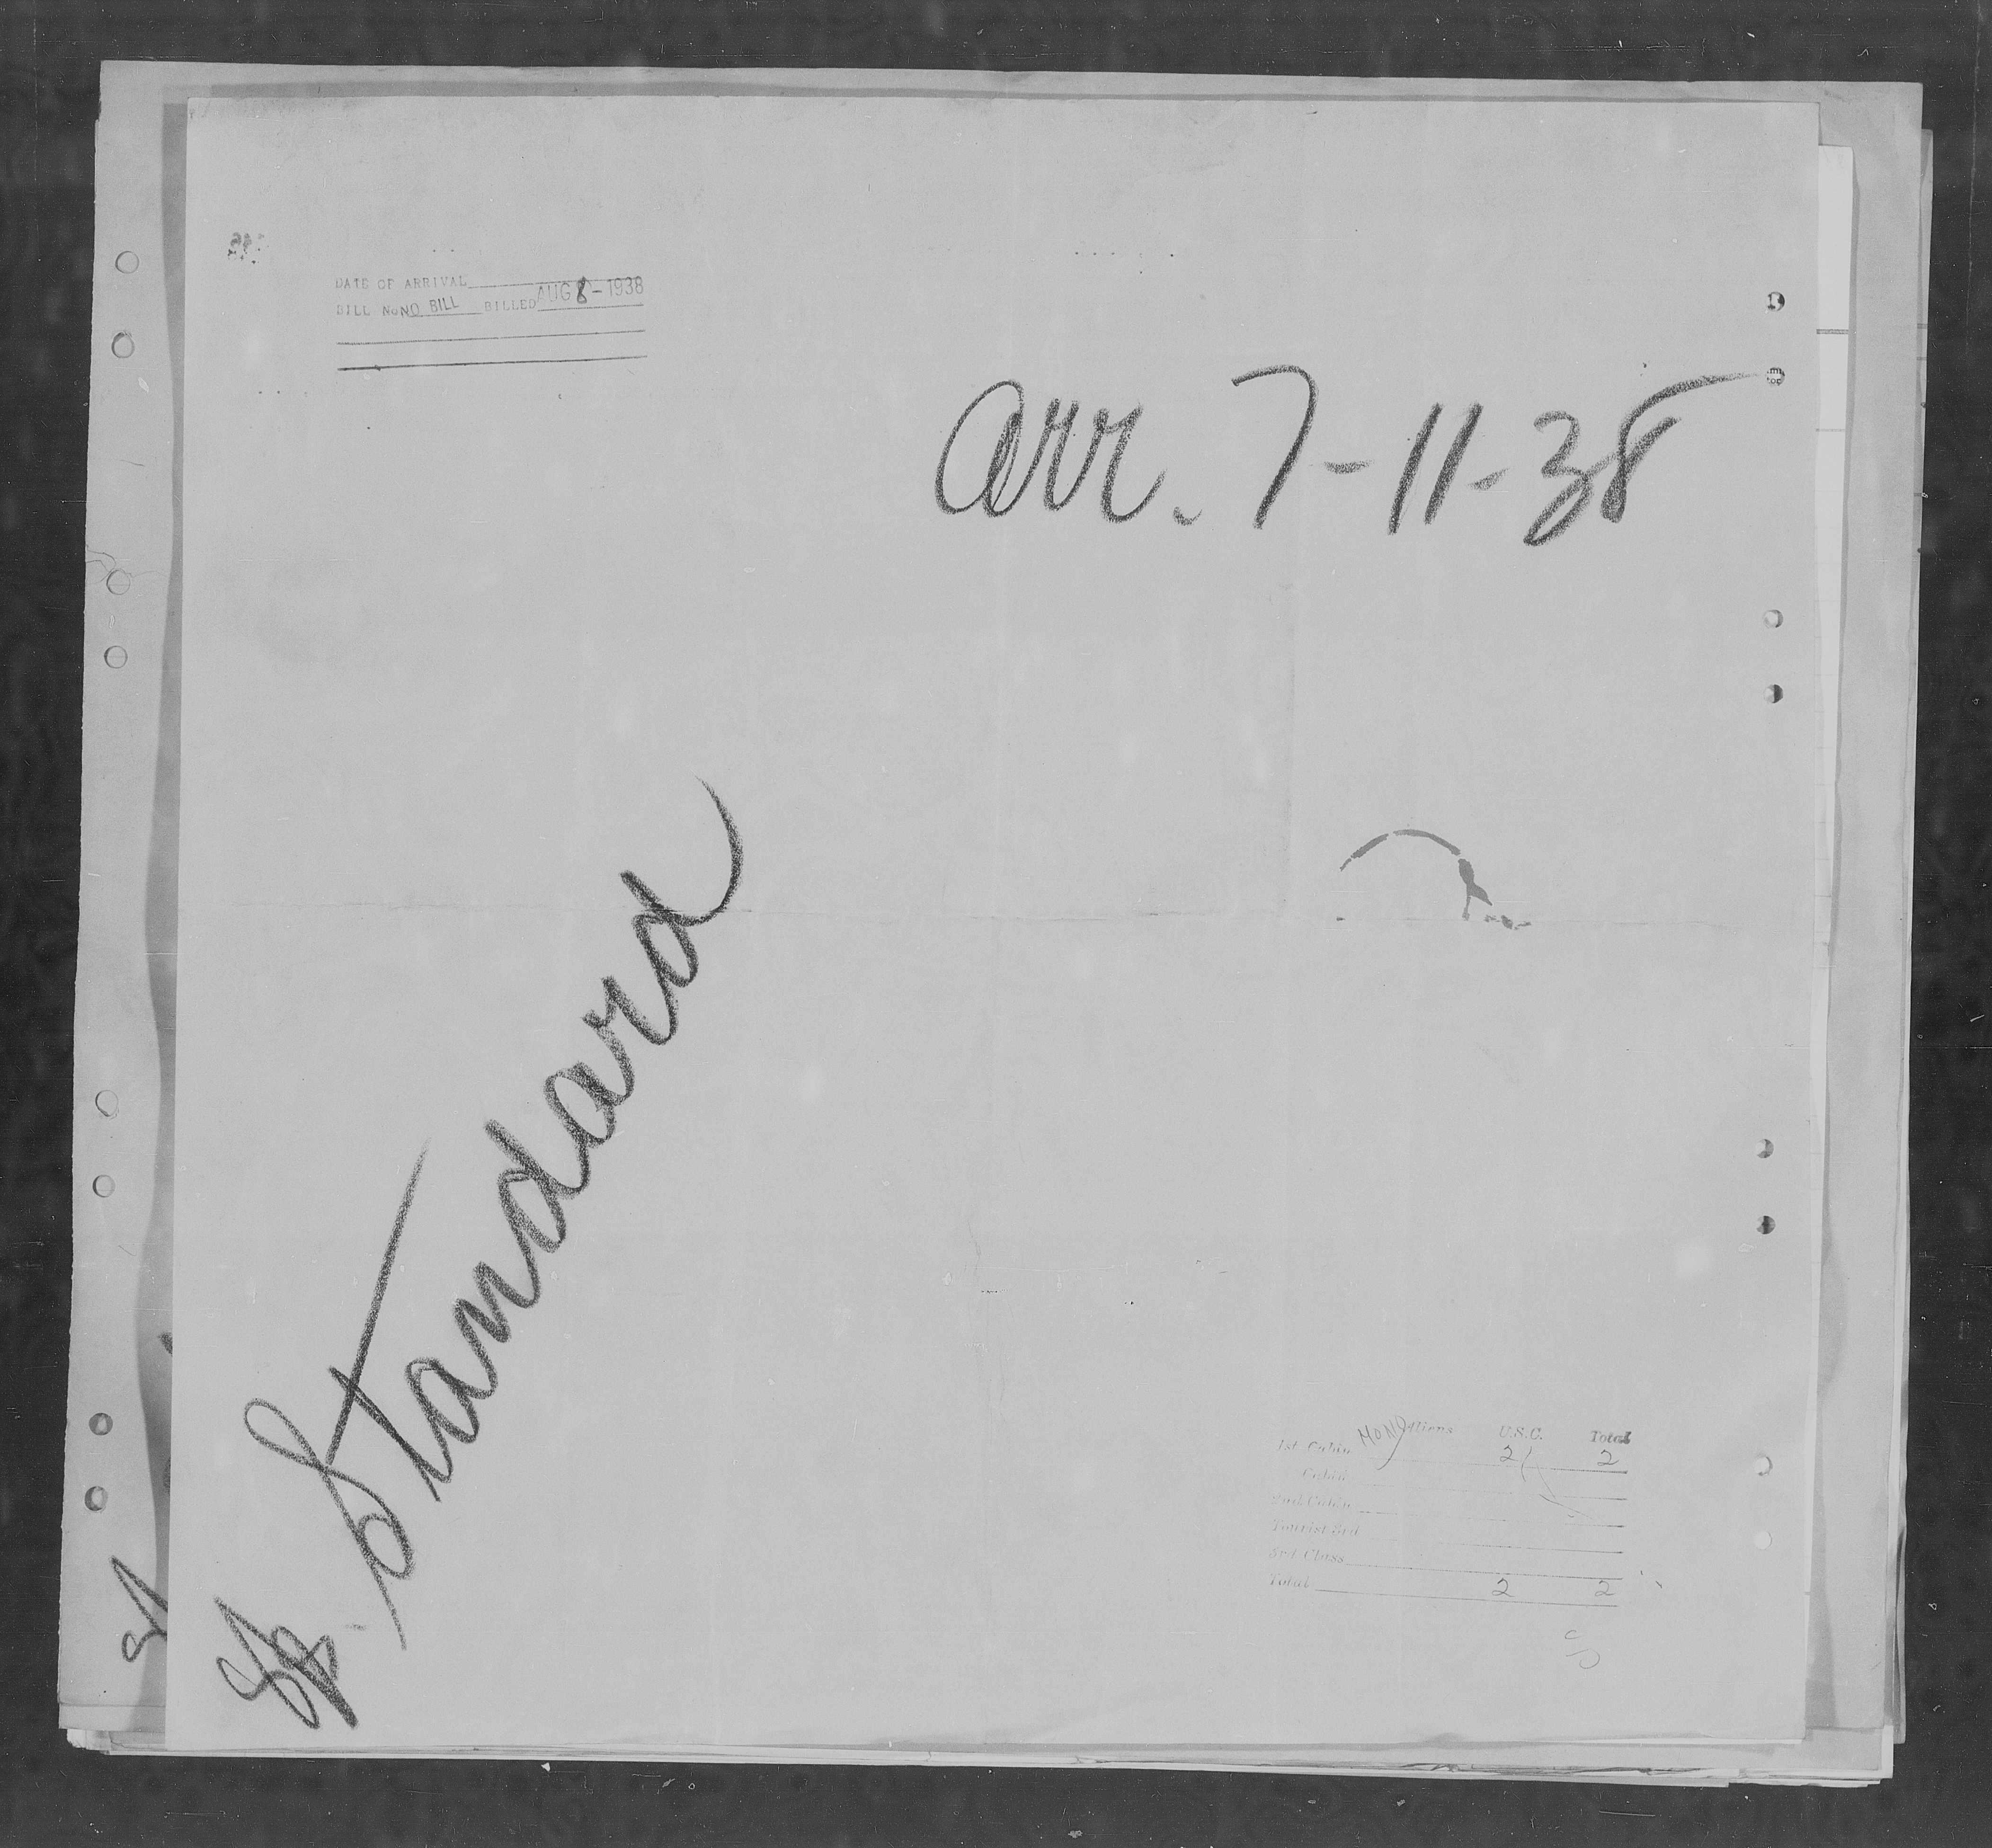 DATE OF ARRIVAL
BILL No NO BILL BILLED AUG 8 - 1938
arr. 7-11-38
SS. Standard
Aliens U.S.C. Total
1st Cabin 2 2
Cabin
2nd Cabin
Tourist 3rd
3rd Class
Total 2 2